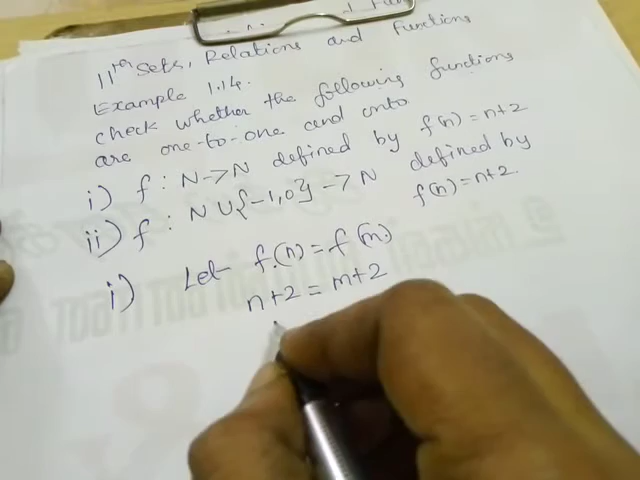 11th Sets, Relations and Functions
Example 1.14.
check whether the following functions
are one-to-one and onto
i) f : N → N defined by f(n) = n+2
ii) f : N ∪ {-1,0} → N defined by
f(n) = n+2.
i) Let f(n) = f(m)
n+2 = m+2